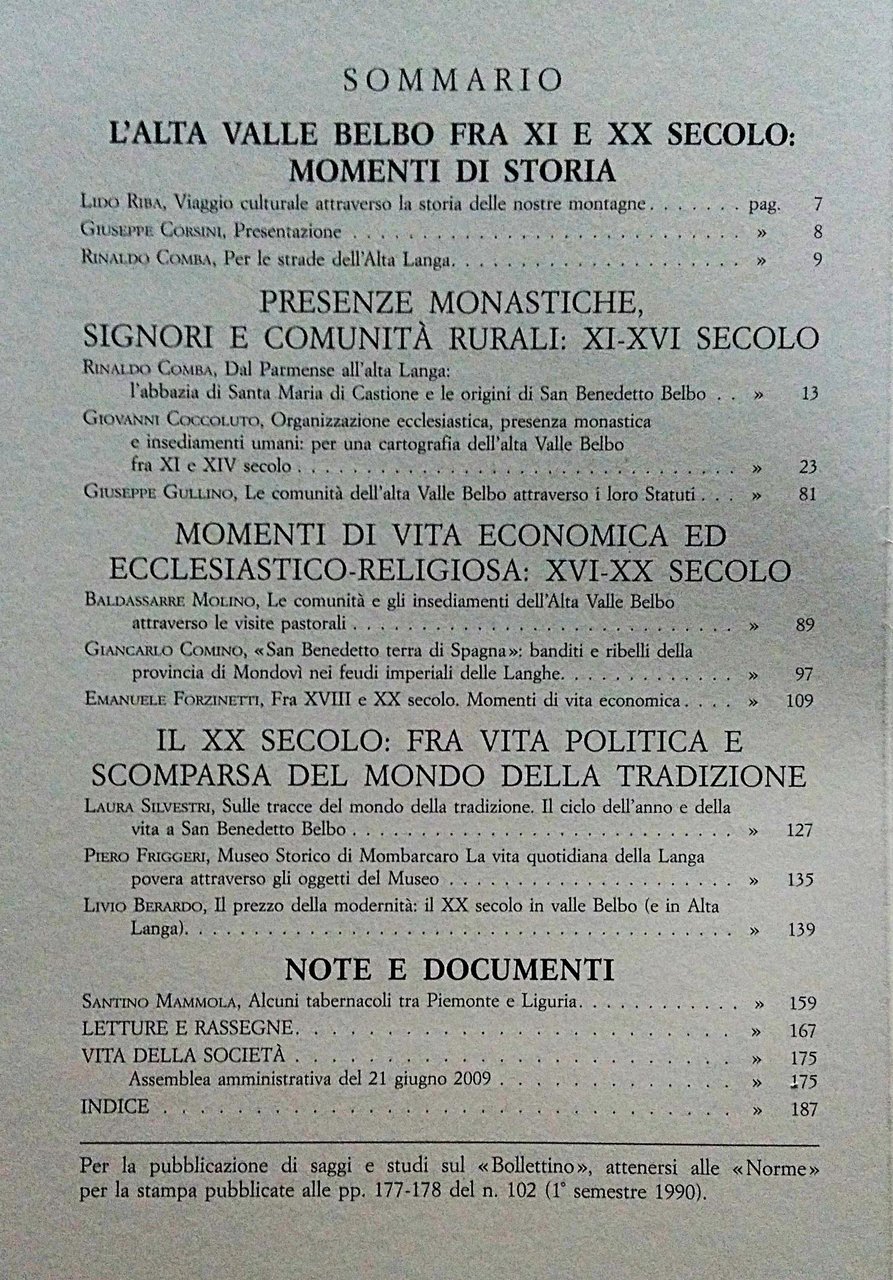 SOMMARIO
L'ALTA VALLE BELBO FRA XI E XX SECOLO:
MOMENTI DI STORIA
LIDO RIBA, Viaggio culturale attraverso la storia delle nostre montagne . . . . . . . pag. 7
GIUSEPPE CORSINI, Presentazione . . . . . . . . . . . . . . . . . . . . . . . . . . . . » 8
RINALDO COMBA, Per le strade dell'Alta Langa. . . . . . . . . . . . . . . . . . . . . » 9
PRESENZE MONASTICHE,
SIGNORI E COMUNITÀ RURALI: XI-XVI SECOLO
RINALDO COMBA, Dal Parmense all'alta Langa:
l'abbazia di Santa Maria di Castione e le origini di San Benedetto Belbo . . » 13
GIOVANNI COCCOLUTO, Organizzazione ecclesiastica, presenza monastica
e insediamenti umani: per una cartografia dell'alta Valle Belbo
fra XI e XIV secolo . . . . . . . . . . . . . . . . . . . . . . . . . . . . . . . » 23
GIUSEPPE GULLINO, Le comunità dell'alta Valle Belbo attraverso i loro Statuti . . . » 81
MOMENTI DI VITA ECONOMICA ED
ECCLESIASTICO-RELIGIOSA: XVI-XX SECOLO
BALDASSARRE MOLINO, Le comunità e gli insediamenti dell'Alta Valle Belbo
attraverso le visite pastorali . . . . . . . . . . . . . . . . . . . . . . . . . . . » 89
GIANCARLO COMINO, «San Benedetto terra di Spagna»: banditi e ribelli della
provincia di Mondovì nei feudi imperiali delle Langhe. . . . . . . . . . . . . » 97
EMANUELE FORZINETTI, Fra XVIII e XX secolo. Momenti di vita economica . . . . » 109
IL XX SECOLO: FRA VITA POLITICA E
SCOMPARSA DEL MONDO DELLA TRADIZIONE
LAURA SILVESTRI, Sulle tracce del mondo della tradizione. Il ciclo dell'anno e della
vita a San Benedetto Belbo . . . . . . . . . . . . . . . . . . . . . . . . . . . » 127
PIERO FRIGGERI, Museo Storico di Mombarcaro La vita quotidiana della Langa
povera attraverso gli oggetti del Museo . . . . . . . . . . . . . . . . . . . . » 135
LIVIO BERARDO, Il prezzo della modernità: il XX secolo in valle Belbo (e in Alta
Langa). . . . . . . . . . . . . . . . . . . . . . . . . . . . . . . . . . . . . . . » 139
NOTE E DOCUMENTI
SANTINO MAMMOLA, Alcuni tabernacoli tra Piemonte e Liguria. . . . . . . . . . . » 159
LETTURE E RASSEGNE. . . . . . . . . . . . . . . . . . . . . . . . . . » 167
VITA DELLA SOCIETÀ . . . . . . . . . . . . . . . . . . . . . . . . . . » 175
Assemblea amministrativa del 21 giugno 2009 . . . . . . . . . . . . . . . » 175
INDICE . . . . . . . . . . . . . . . . . . . . . . . . . . . . . . . . . » 187
Per la pubblicazione di saggi e studi sul «Bollettino», attenersi alle «Norme»
per la stampa pubblicate alle pp. 177-178 del n. 102 (1° semestre 1990).